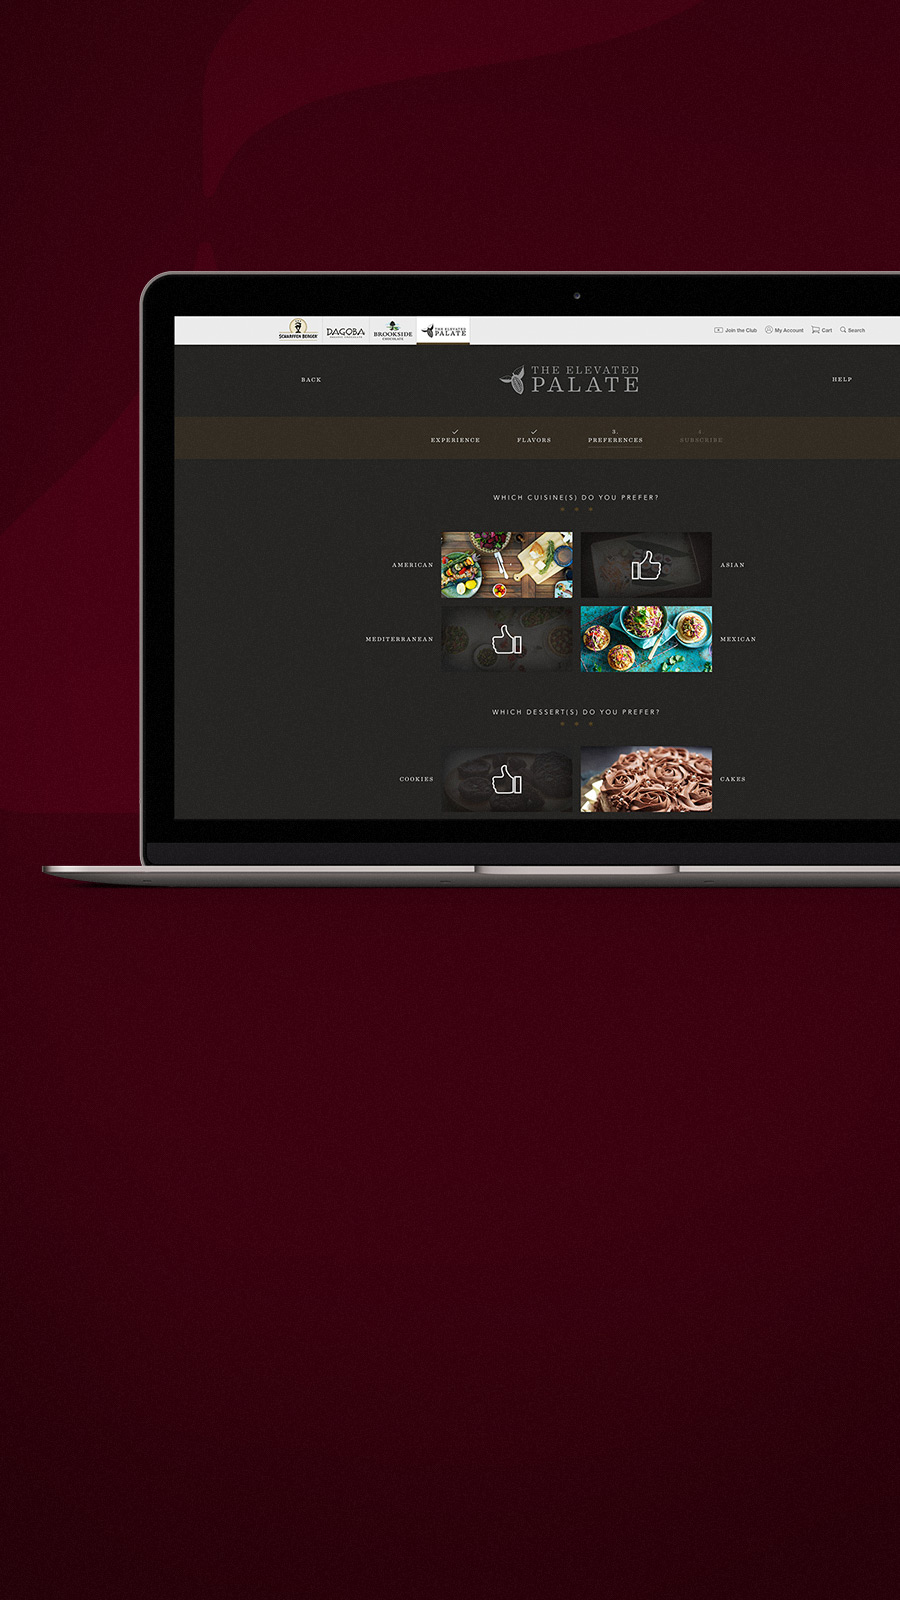 SCHARFFEN BERGER
DAGOBA
ORGANIC CHOCOLATE
BROOKSIDE
CHOCOLATE
THE ELEVATED
PALATE
Join the Club
My Account
Cart
Search
BACK
THE ELEVATED
PALATE
HELP
EXPERIENCE
FLAVORS
3.
PREFERENCES
4.
SUBSCRIBE
WHICH CUISINE(S) DO YOU PREFER?
AMERICAN
ASIAN
MEDITERRANEAN
MEXICAN
WHICH DESSERT(S) DO YOU PREFER?
COOKIES
CAKES